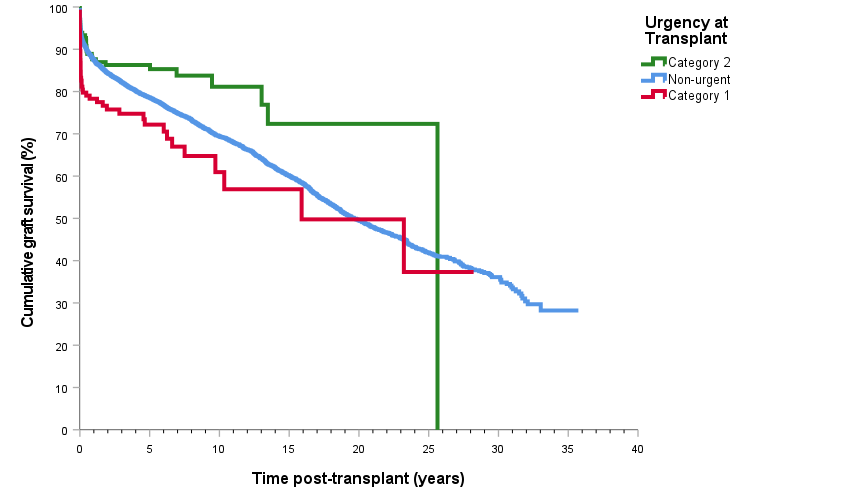 Urgency at
Transplant
Category 2
Non-urgent
Category 1
Cumulative graft survival (%)
100
90
80
70
60
50
40
30
20
10
0
0 5 10 15 20 25 30 35 40
Time post-transplant (years)